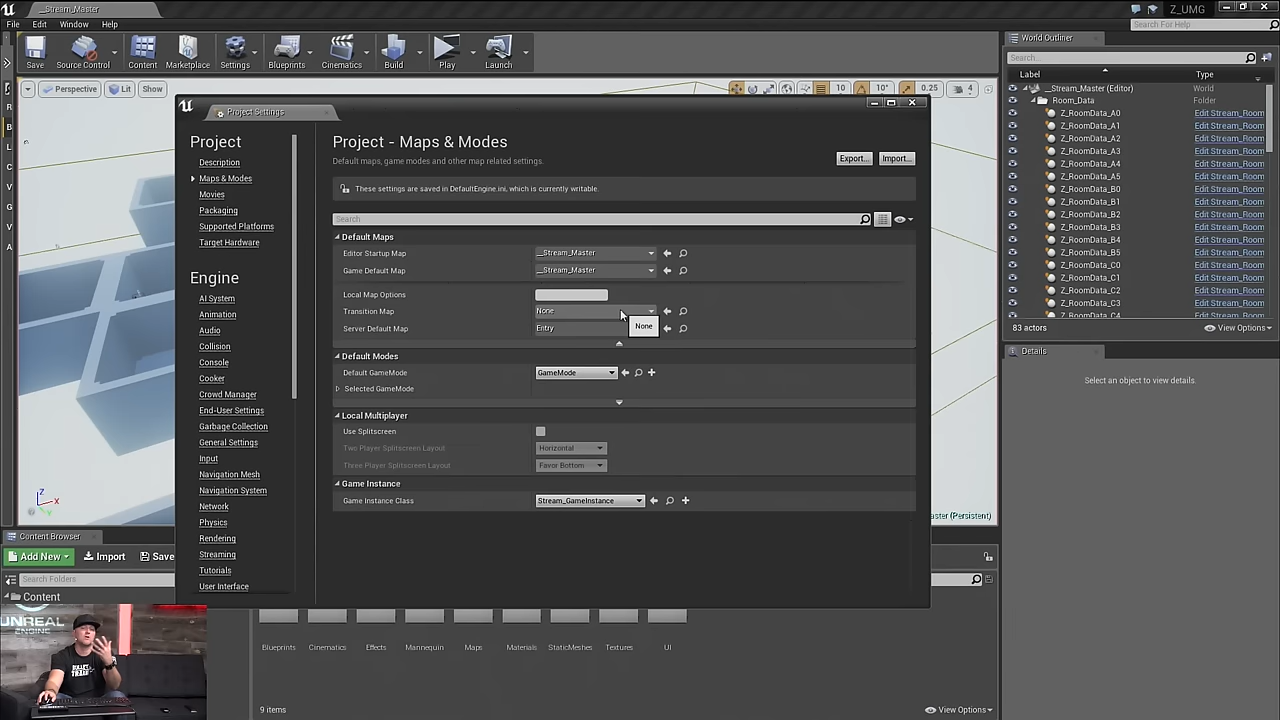 __Stream_Master
Z_UMG
File Edit Window Help
Search For Help
Save
Source Control
Content
Marketplace
Settings
Blueprints
Cinematics
Build
Play
Launch
Perspective
Lit
Show
10
10°
0.25
4
Project Settings
Project
Description
Maps & Modes
Movies
Packaging
Supported Platforms
Target Hardware
Engine
AI System
Animation
Audio
Collision
Console
Cooker
Crowd Manager
End-User Settings
Garbage Collection
General Settings
Input
Navigation Mesh
Navigation System
Network
Physics
Rendering
Streaming
Tutorials
User Interface
Project - Maps & Modes
Default maps, game modes and other map related settings.
Export...
Import...
These settings are saved in DefaultEngine.ini, which is currently writable.
Search
Default Maps
Editor Startup Map __Stream_Master
Game Default Map __Stream_Master
Local Map Options
Transition Map None
None
Server Default Map Entry
Default Modes
Default GameMode GameMode
Selected GameMode
Local Multiplayer
Use Splitscreen
Two Player Splitscreen Layout Horizontal
Three Player Splitscreen Layout Favor Bottom
Game Instance
Game Instance Class Stream_GameInstance
World Outliner
Search...
Label Type
__Stream_Master (Editor) World
Room_Data Folder
Z_RoomData_A0 Edit Stream_Room
Z_RoomData_A1 Edit Stream_Room
Z_RoomData_A2 Edit Stream_Room
Z_RoomData_A3 Edit Stream_Room
Z_RoomData_A4 Edit Stream_Room
Z_RoomData_A5 Edit Stream_Room
Z_RoomData_B0 Edit Stream_Room
Z_RoomData_B1 Edit Stream_Room
Z_RoomData_B2 Edit Stream_Room
Z_RoomData_B3 Edit Stream_Room
Z_RoomData_B4 Edit Stream_Room
Z_RoomData_B5 Edit Stream_Room
Z_RoomData_C0 Edit Stream_Room
Z_RoomData_C1 Edit Stream_Room
Z_RoomData_C2 Edit Stream_Room
Z_RoomData_C3 Edit Stream_Room
Z_RoomData_C4 Edit Stream_Room
83 actors
View Options
Details
Select an object to view details.
Z
X
Y
aster (Persistent)
Content Browser
Add New
Import
Save
Search Folders
Content
UNREAL
ENGINE
Blueprints
Cinematics
Effects
Mannequin
Maps
Materials
StaticMeshes
Textures
UI
9 items
View Options